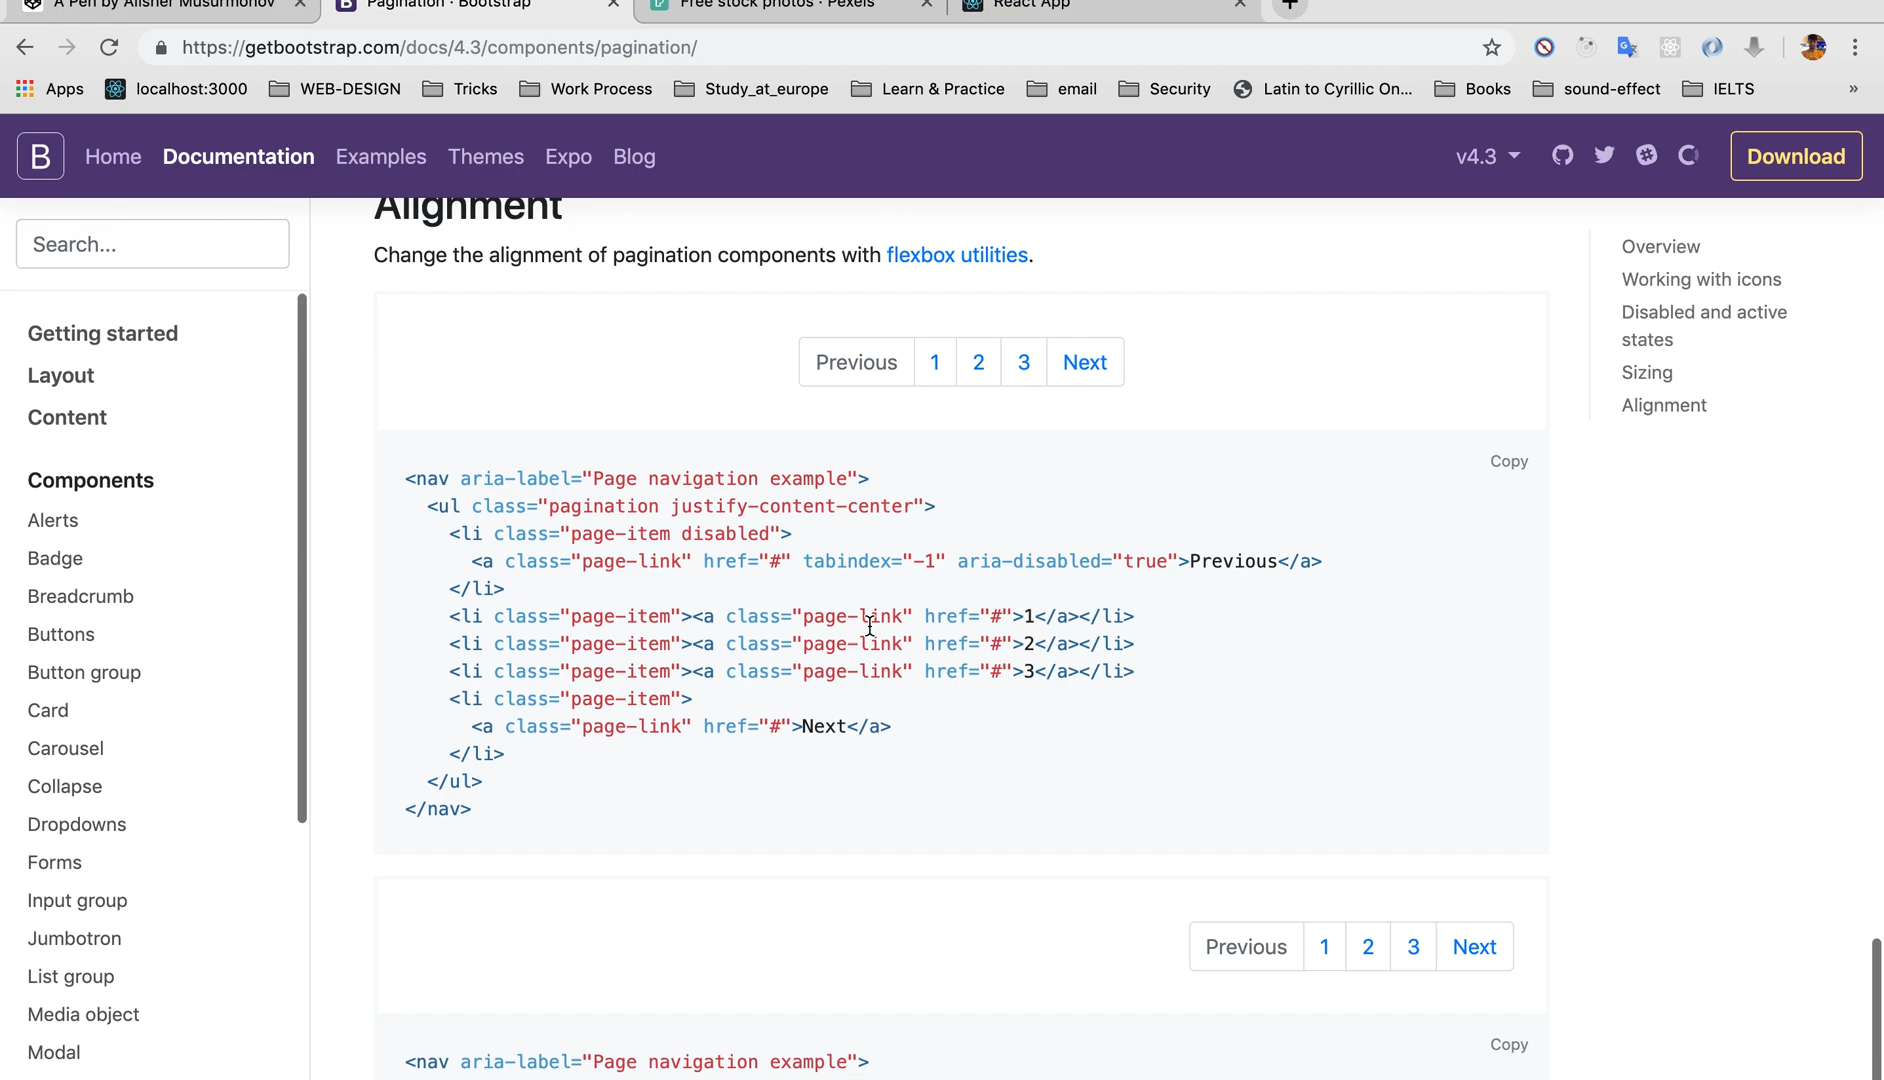 A Pen by Alisher Musurmonov
Pagination · Bootstrap
Free stock photos · Pexels
React App
https://getbootstrap.com/docs/4.3/components/pagination/
Apps
localhost:3000
WEB-DESIGN
Tricks
Work Process
Study_at_europe
Learn & Practice
email
Security
Latin to Cyrillic On...
Books
sound-effect
IELTS
»
B
Home
Documentation
Examples
Themes
Expo
Blog
v4.3
Download
Search...
Getting started
Layout
Content
Components
Alerts
Badge
Breadcrumb
Buttons
Button group
Card
Carousel
Collapse
Dropdowns
Forms
Input group
Jumbotron
List group
Media object
Modal
Alignment
Change the alignment of pagination components with flexbox utilities.
Previous 1 2 3 Next
Copy
<nav aria-label="Page navigation example">
  <ul class="pagination justify-content-center">
    <li class="page-item disabled">
      <a class="page-link" href="#" tabindex="-1" aria-disabled="true">Previous</a>
    </li>
    <li class="page-item"><a class="page-link" href="#">1</a></li>
    <li class="page-item"><a class="page-link" href="#">2</a></li>
    <li class="page-item"><a class="page-link" href="#">3</a></li>
    <li class="page-item">
      <a class="page-link" href="#">Next</a>
    </li>
  </ul>
</nav>
Previous 1 2 3 Next
Copy
<nav aria-label="Page navigation example">
Overview
Working with icons
Disabled and active
states
Sizing
Alignment